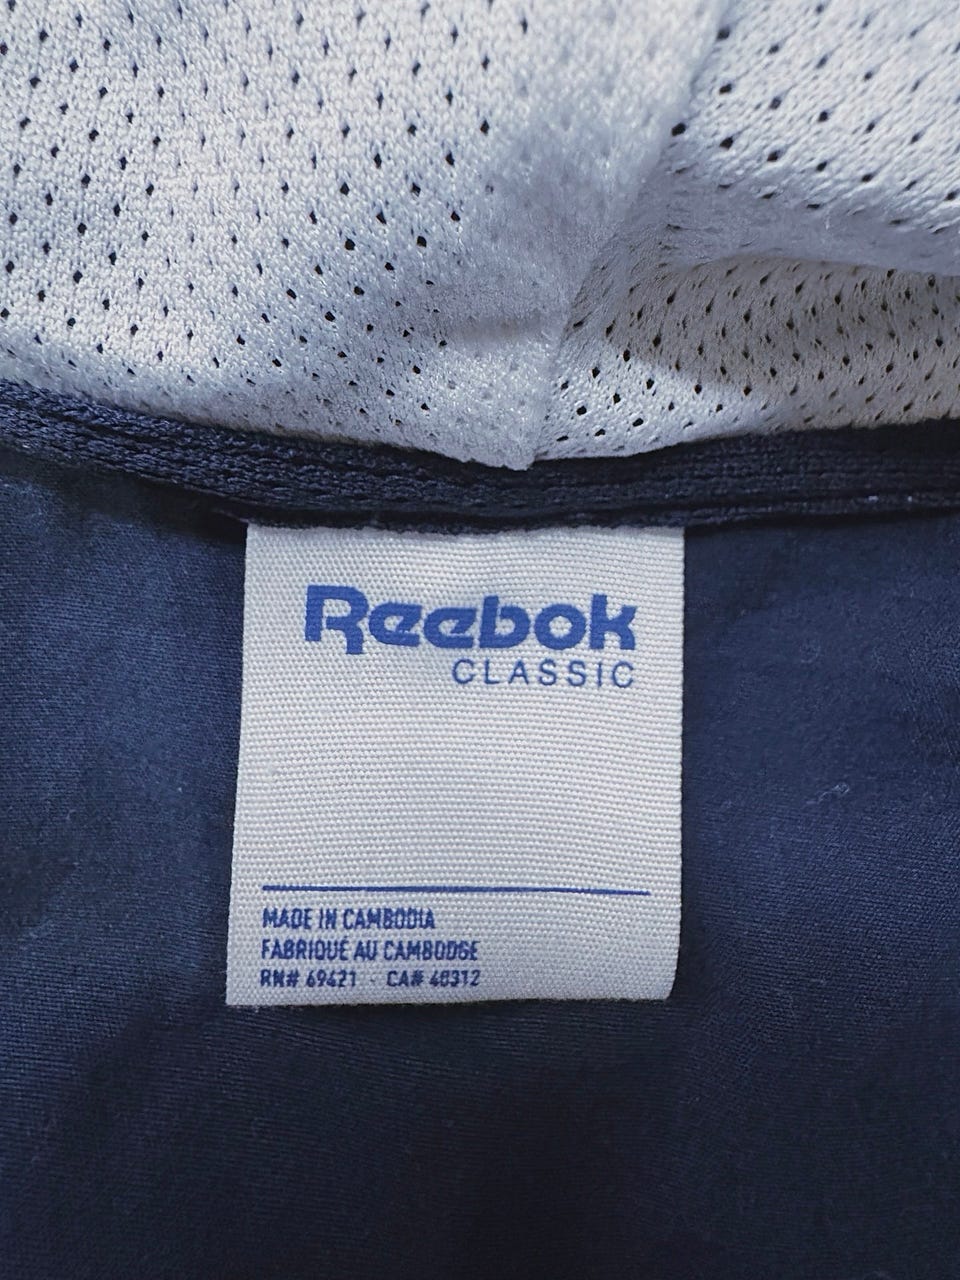 Reebok
CLASSIC
MADE IN CAMBODIA
FABRIQUÉ AU CAMBODGE
RN# 69421 - CA# 40312